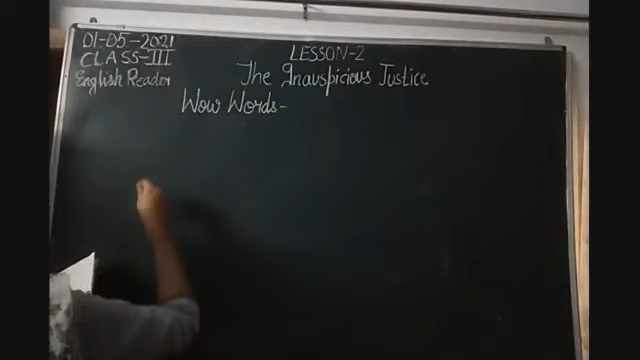 01-05-2021
CLASS-III
English Reader
LESSON-2
The Inauspicious Justice
Wow Words-